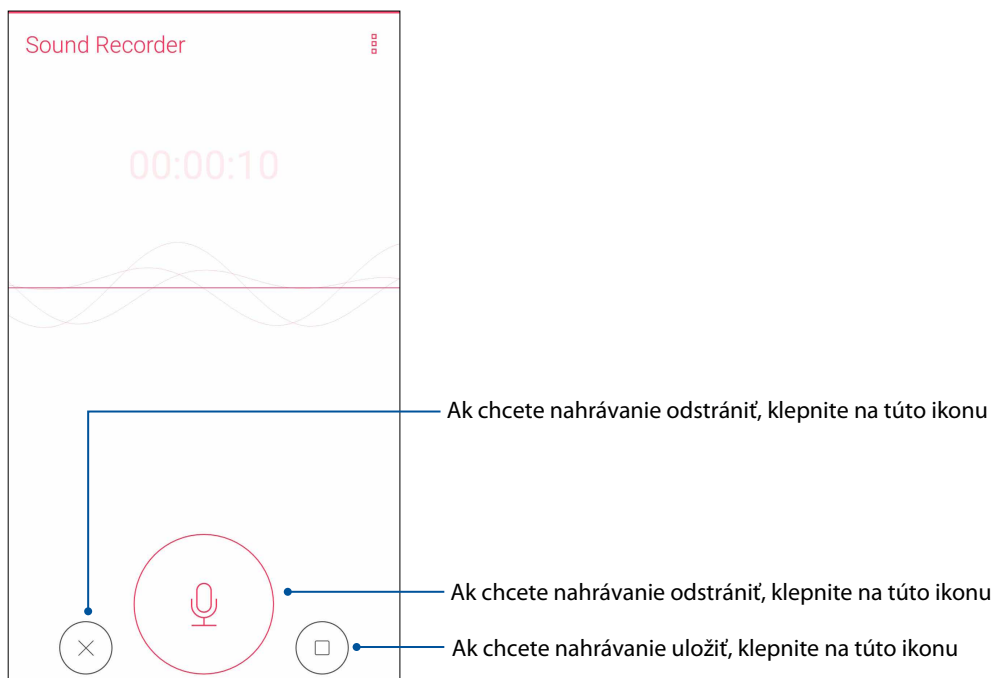 Sound Recorder
00:00:10
Ak chcete nahrávanie odstrániť, klepnite na túto ikonu
Ak chcete nahrávanie odstrániť, klepnite na túto ikonu
Ak chcete nahrávanie uložiť, klepnite na túto ikonu